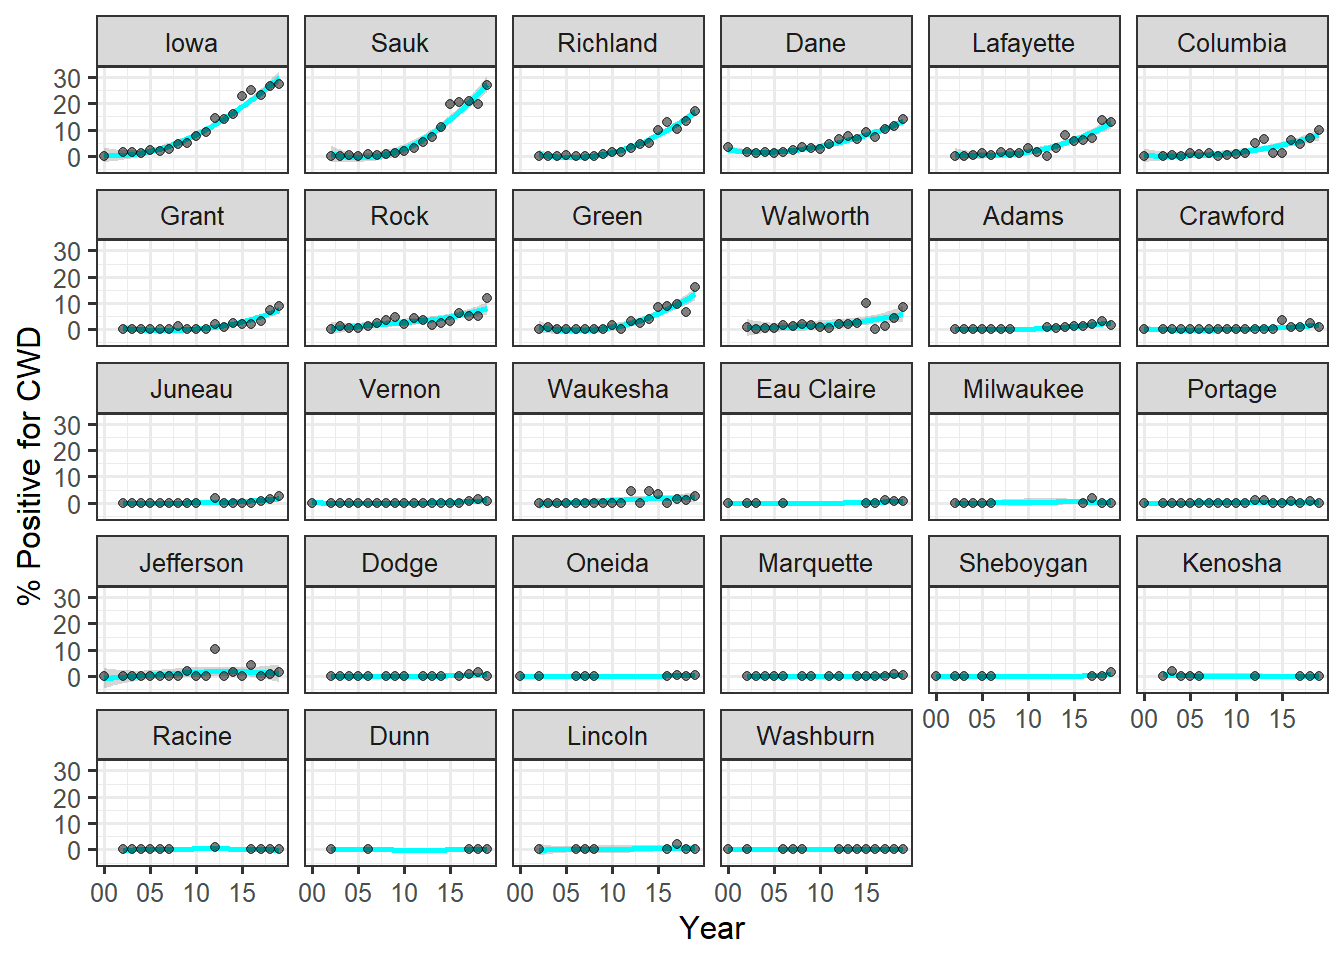 Iowa Sauk Richland Dane Lafayette Columbia
30
20
10
0
Grant Rock Green Walworth Adams Crawford
30
20
10
0
Juneau Vernon Waukesha Eau Claire Milwaukee Portage
30
20
10
0
Jefferson Dodge Oneida Marquette Sheboygan Kenosha
30
20
10
0
00 05 10 15 00 05 10 15
Racine Dunn Lincoln Washburn
30
20
10
0
00 05 10 15 00 05 10 15 00 05 10 15 00 05 10 15
Year
% Positive for CWD